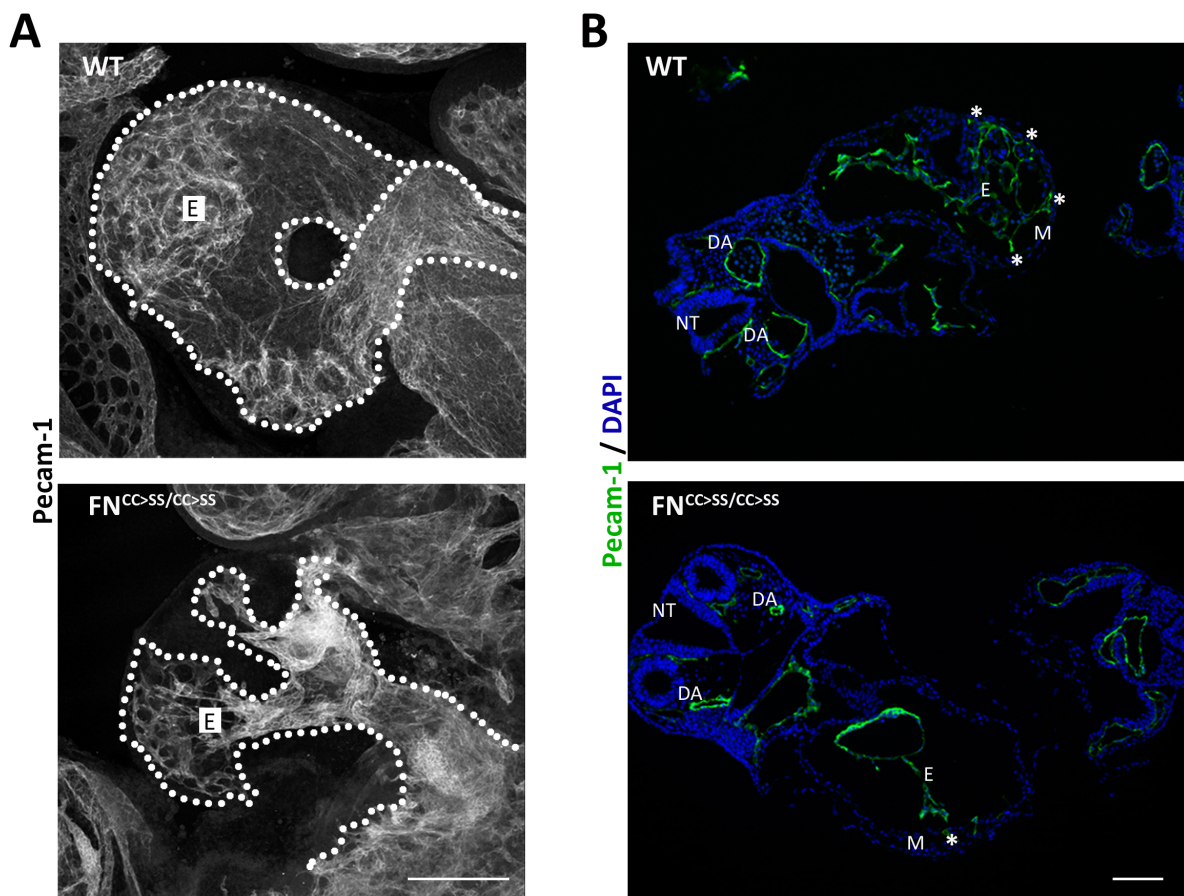 A
B
WT
E
Pecam-1
FNCC>SS/CC>SS
E
WT
*
*
E
*
M
DA
*
NT
DA
Pecam-1 / DAPI
FNCC>SS/CC>SS
NT
DA
DA
E
M
*